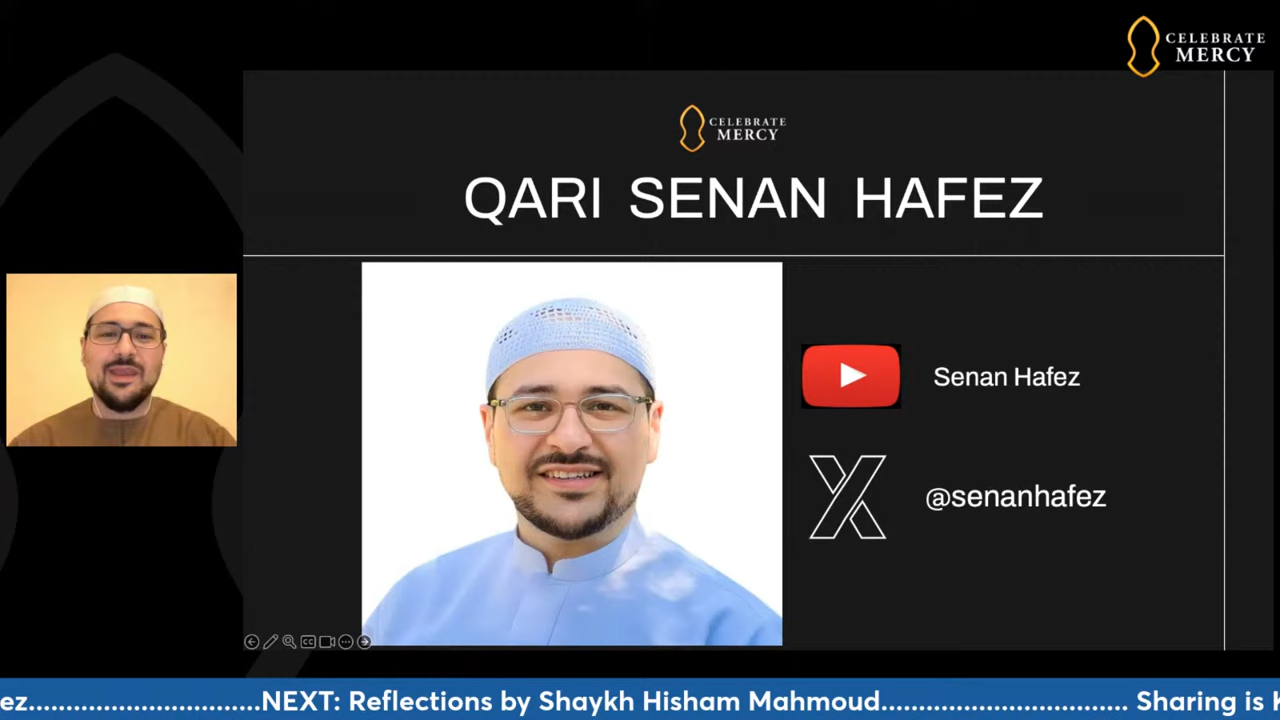 CELEBRATE
MERCY
CELEBRATE
MERCY
QARI SENAN HAFEZ
Senan Hafez
@senanhafez
CC
ez..............................NEXT: Reflections by Shaykh Hisham Mahmoud................................ Sharing is